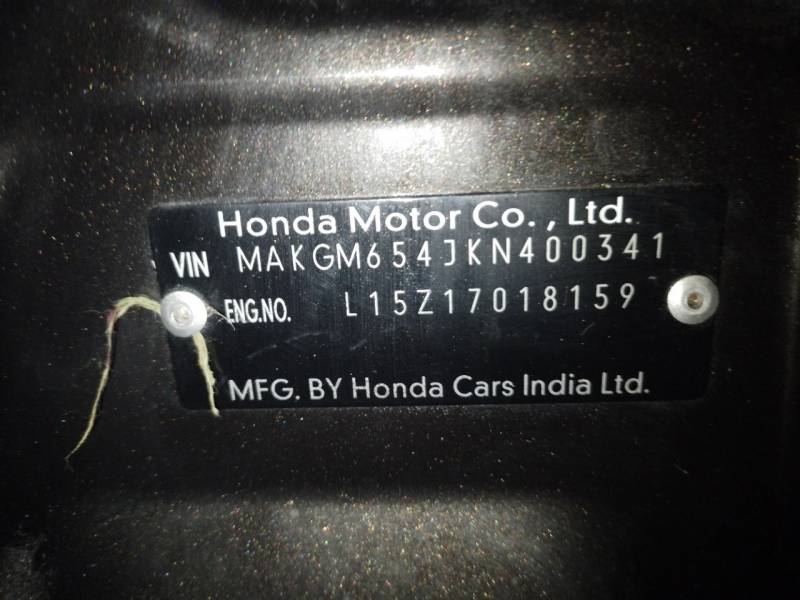 Honda Motor Co., Ltd.
VIN MAKGM654JKN400341
ENG.NO. L15Z17018159
MFG. BY Honda Cars India Ltd.